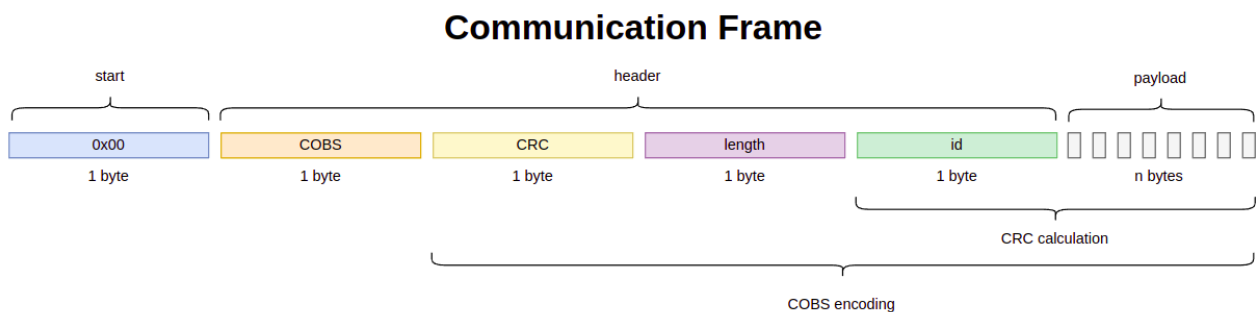 Communication Frame
start
header
payload
0x00
COBS
CRC
length
id
1 byte
1 byte
1 byte
1 byte
1 byte
n bytes
CRC calculation
COBS encoding